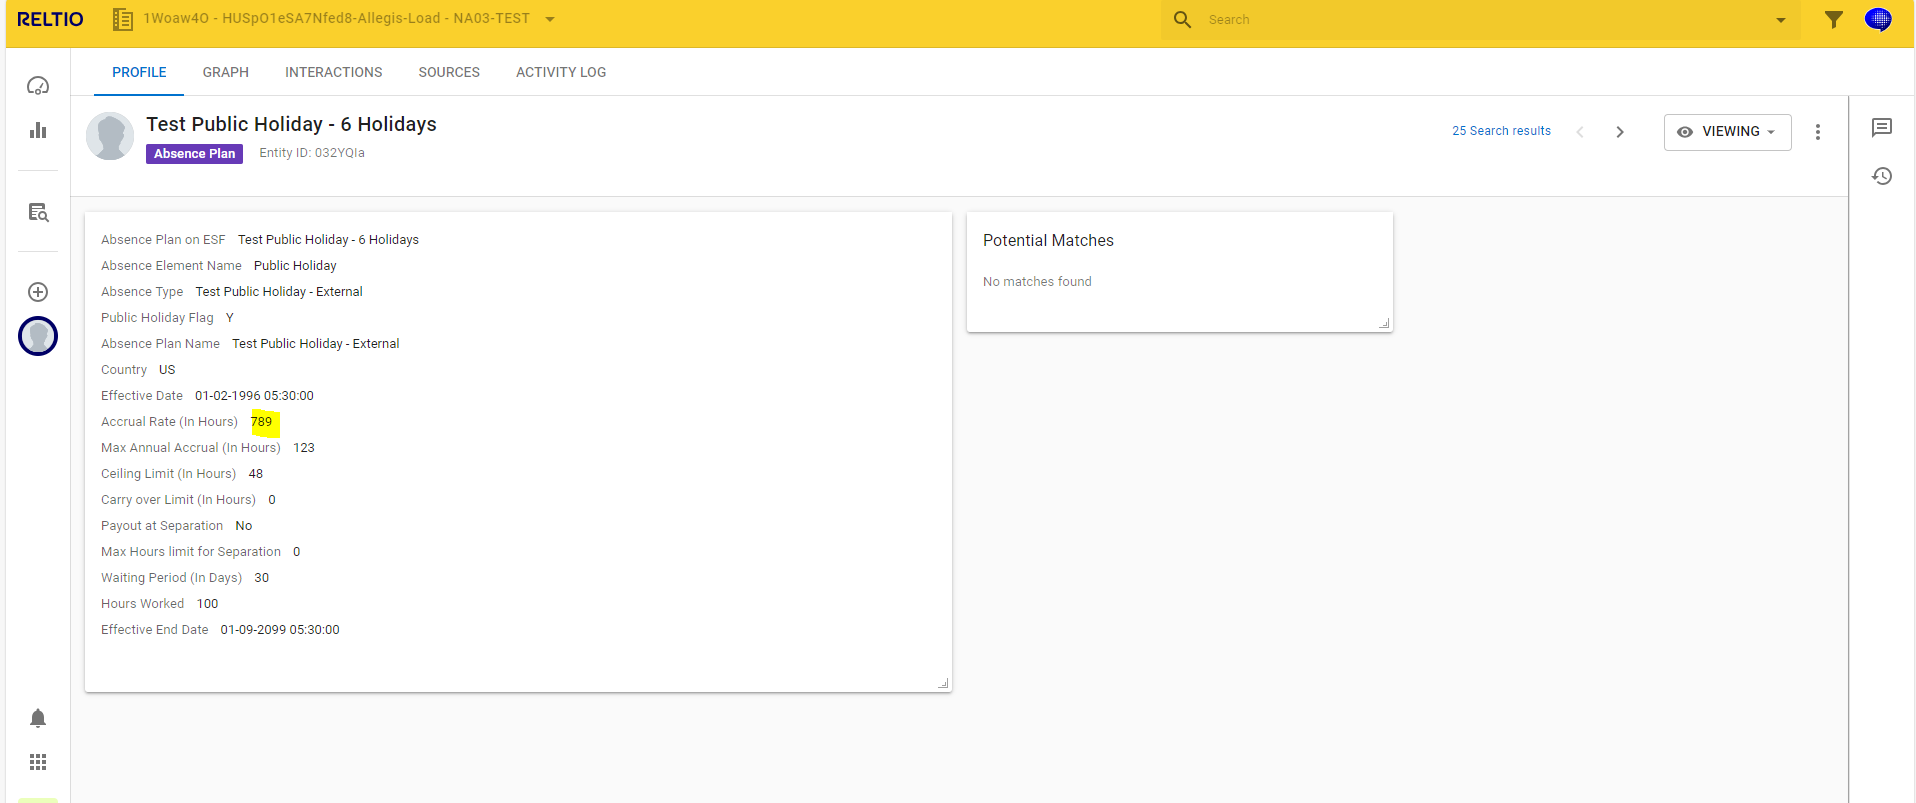 RELTIO
1Woaw4O - HUSpO1eSA7Nfed8-Allegis-Load - NA03-TEST
Search
PROFILE GRAPH INTERACTIONS SOURCES ACTIVITY LOG
Test Public Holiday - 6 Holidays
Absence Plan Entity ID: 032YQIa
25 Search results
VIEWING
Absence Plan on ESF Test Public Holiday - 6 Holidays
Absence Element Name Public Holiday
Absence Type Test Public Holiday - External
Public Holiday Flag Y
Absence Plan Name Test Public Holiday - External
Country US
Effective Date 01-02-1996 05:30:00
Accrual Rate (In Hours) 789
Max Annual Accrual (In Hours) 123
Ceiling Limit (In Hours) 48
Carry over Limit (In Hours) 0
Payout at Separation No
Max Hours limit for Separation 0
Waiting Period (In Days) 30
Hours Worked 100
Effective End Date 01-09-2099 05:30:00
Potential Matches
No matches found